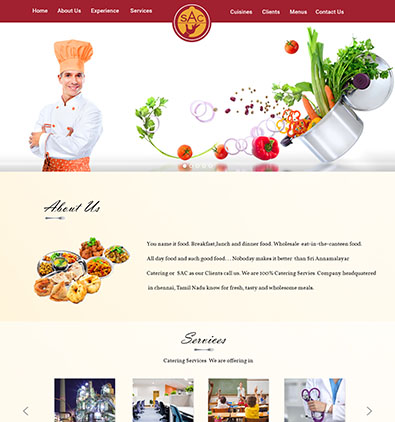 Home About Us Experience Services
SAC
Cuisines Clients Menus Contact Us
About Us
You name it food. Breakfast,lunch and dinner food. Wholesale eat-in-the-canteen food.
All day food and such good food.... Noboday makes it better than Sri Annamalayar
Catering or SAC as our Clients call us. We are 100% Catering Service Company headquatered
in chennai, Tamil Nadu know for fresh, tasty and wholesome meals.
Services
Catering Services We are offering in